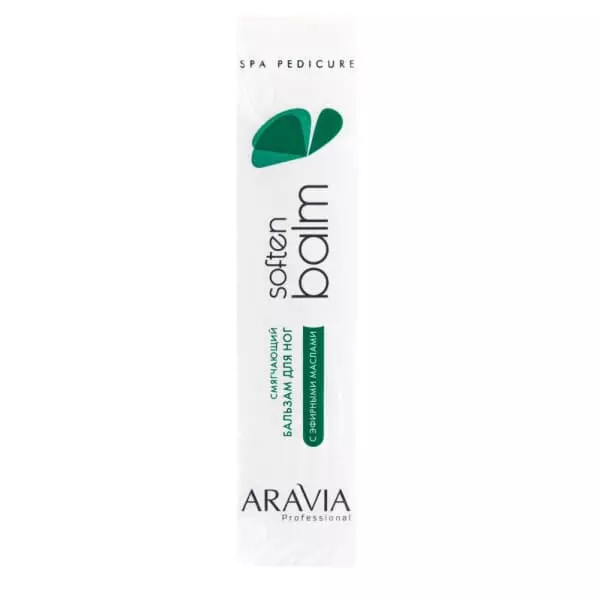 SPA PEDICURE
soften
balm
СМЯГЧАЮЩИЙ
БАЛЬЗАМ ДЛЯ НОГ
С ЭФИРНЫМИ МАСЛАМИ
ARAVIA
Professional